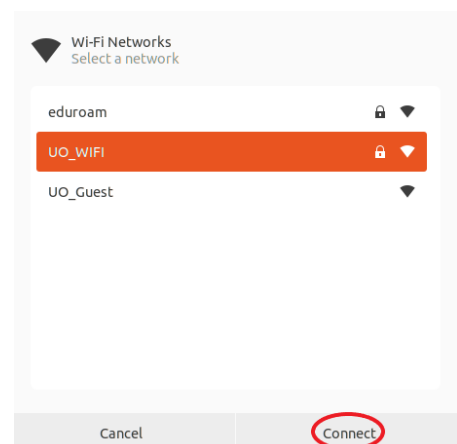 Wi-Fi Networks
Select a network
eduroam
UO_WIFI
UO_Guest
Cancel
Connect